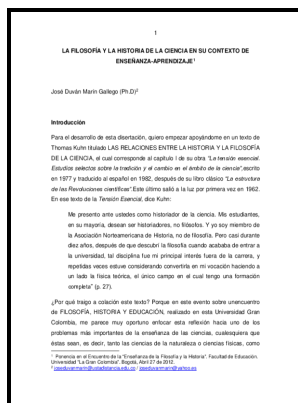 1
LA FILOSOFÍA Y LA HISTORIA DE LA CIENCIA EN SU CONTEXTO DE
ENSEÑANZA-APRENDIZAJE¹
José Duván Marín Gallego (Ph.D)²
Introducción
Para el desarrollo de esta disertación, quiero empezar apoyándome en un texto de
Thomas Kuhn titulado LAS RELACIONES ENTRE LA HISTORIA Y LA FILOSOFÍA
DE LA CIENCIA, el cual corresponde al capítulo I de su obra "La tensión esencial.
Estudios selectos sobre la tradición y el cambio en el ámbito de la ciencia",escrito
en 1977 y traducido al español en 1982, después de su libro clásico "La estructura
de las Revoluciones científicas".Este último salió a la luz por primera vez en 1962.
En ese texto de la Tensión Esencial, dice Kuhn:
Me presento ante ustedes como historiador de la ciencia. Mis estudiantes,
en su mayoría, desean ser historiadores, no filósofos. Y yo soy miembro de
la Asociación Norteamericana de Historia, no de filosofía. Pero casi durante
diez años, después de que descubrí la filosofía cuando acababa de entrar a
la universidad, tal disciplina fue mi principal interés fuera de la carrera, y
repetidas veces estuve considerando convertirla en mi vocación haciendo a
un lado la física teórica, el único campo en el cual tengo una formación
completa" (p. 27).
¿Por qué traigo a colación este texto? Porque en este evento sobre unencuentro
de FILOSOFÍA, HISTORIA Y EDUCACIÓN, realizado en esta Universidad Gran
Colombia, me parece muy oportuno enfocar esta reflexión hacia uno de los
problemas más importantes de la enseñanza de las ciencias, cualesquiera que
éstas sean, es decir, tanto las ciencias de la naturaleza o ciencias físicas, como
¹ Ponencia en el Encuentro de la "Enseñanza de la Filosofía y la Historia". Facultad de Educación.
Universidad "La Gran Colombia". Bogotá, Abril 27 de 2012.
² joseduvanmarin@ustadistancia.edu.co / joseduvanmarin@yahoo.es